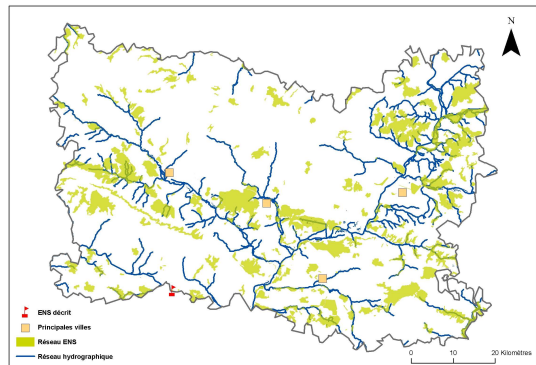 N
ENS décrit
Principales villes
Réseau ENS
Réseau hydrographique
0 10 20 Kilomètres